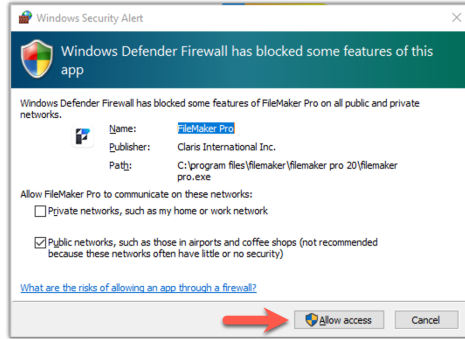 Windows Security Alert
Windows Defender Firewall has blocked some features of this
app
Windows Defender Firewall has blocked some features of FileMaker Pro on all public and private
networks.
Name: FileMaker Pro
Publisher: Claris International Inc.
Path: C:\program files\filemaker\filemaker pro 20\filemaker
pro.exe
Allow FileMaker Pro to communicate on these networks:
Private networks, such as my home or work network
Public networks, such as those in airports and coffee shops (not recommended
because these networks often have little or no security)
What are the risks of allowing an app through a firewall?
Allow access
Cancel